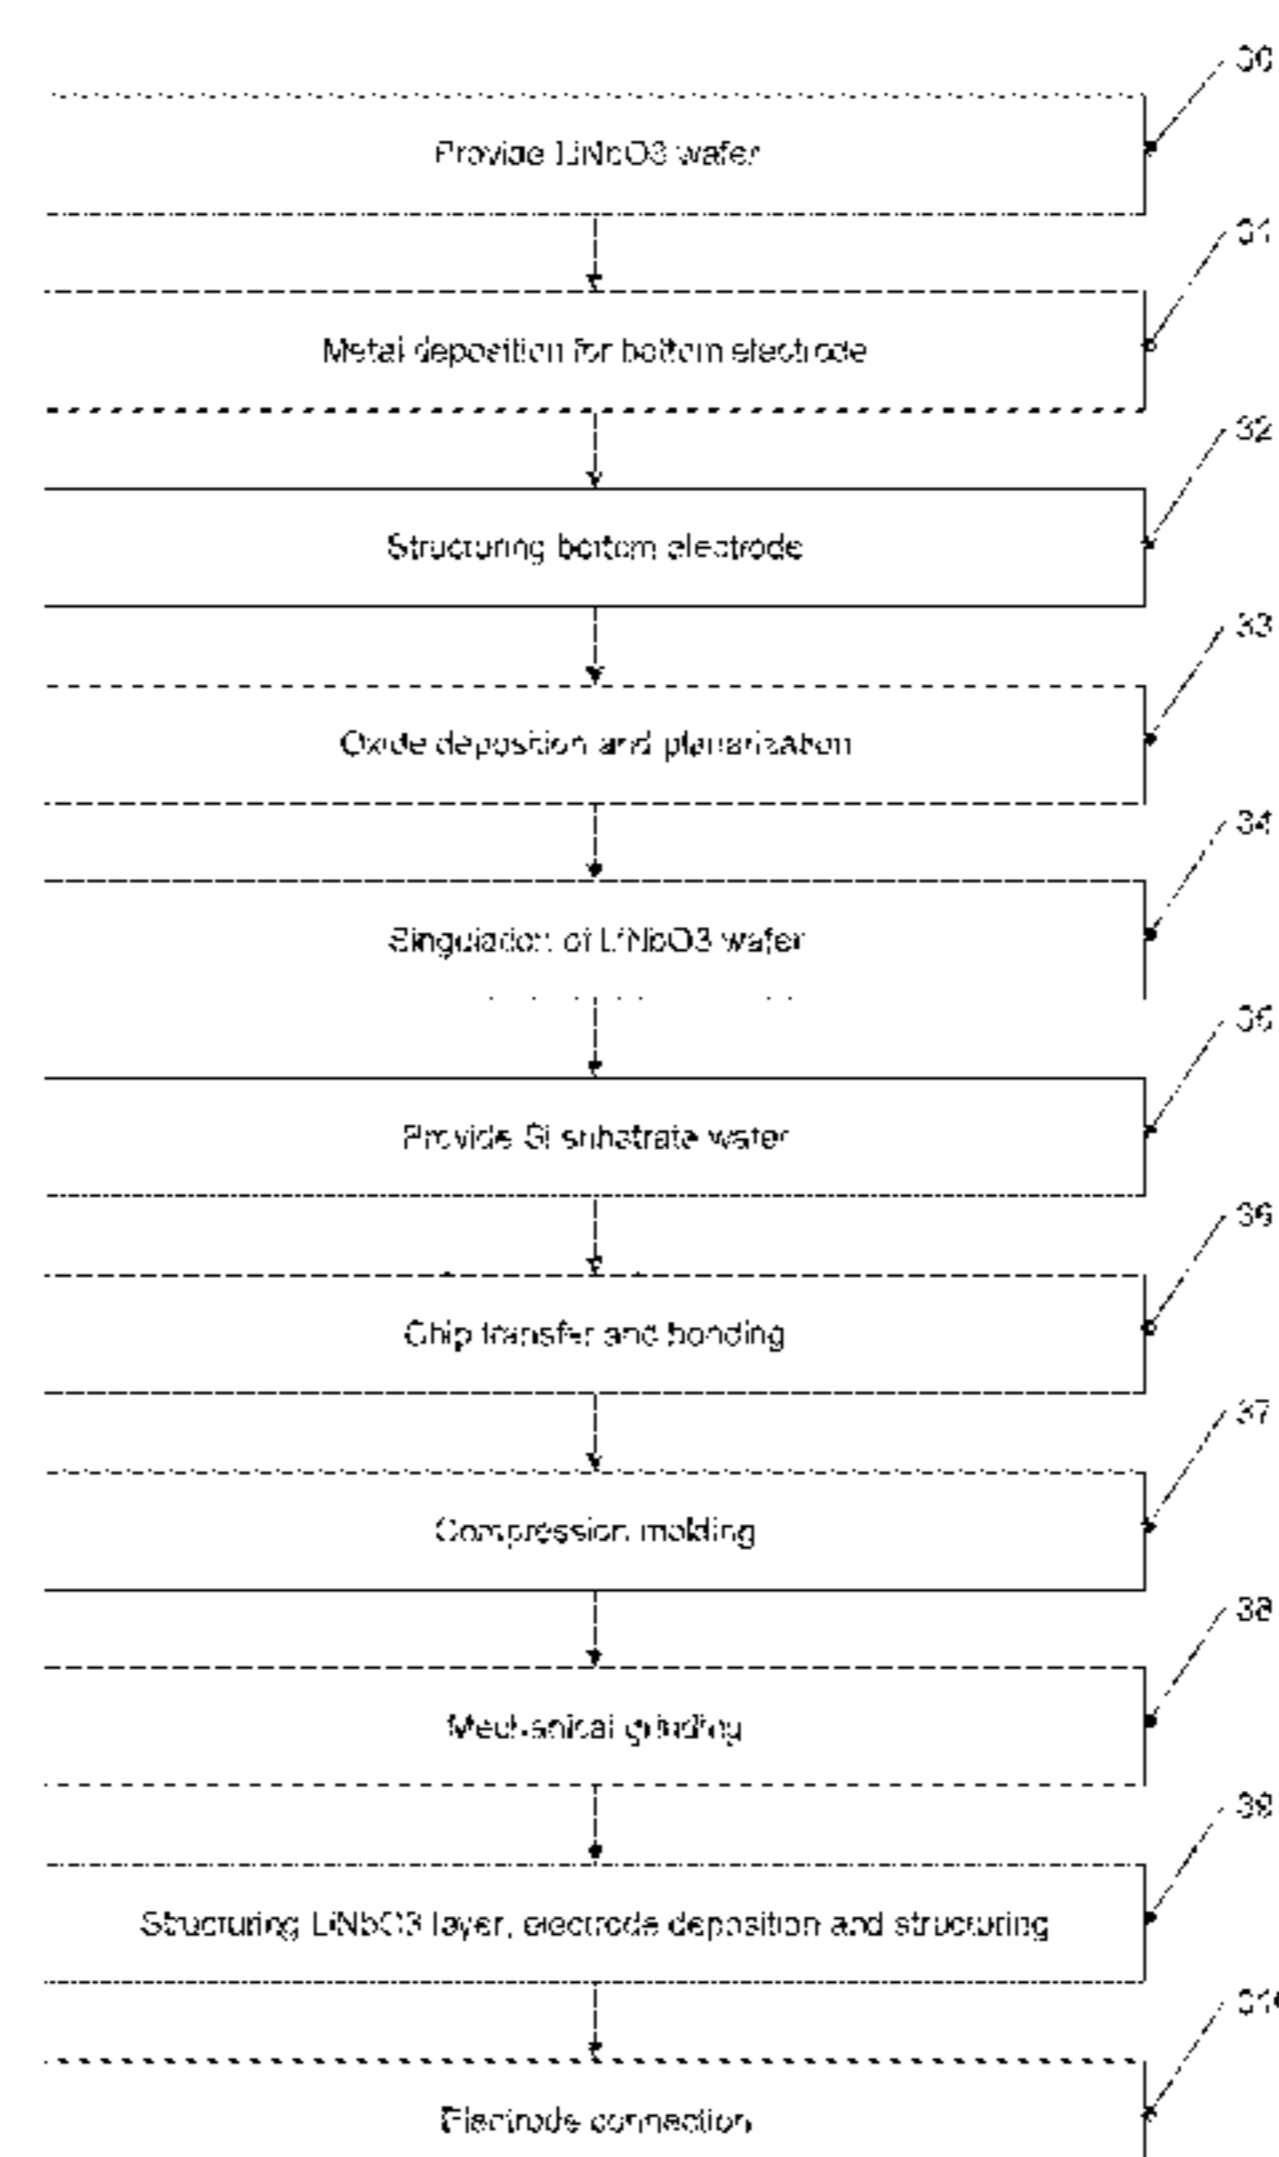 30
Provide LiNbO3 wafer
31
Metal deposition for bottom electrode
32
Structuring bottom electrode
33
Oxide deposition and planarization
34
Singulation of LiNbO3 wafer
35
Provide Si substrate wafer
36
Chip transfer and bonding
37
Compression molding
38
Mechanical grinding
39
Structuring LiNbO3 layer, electrode deposition and structuring
310
Electrode connection